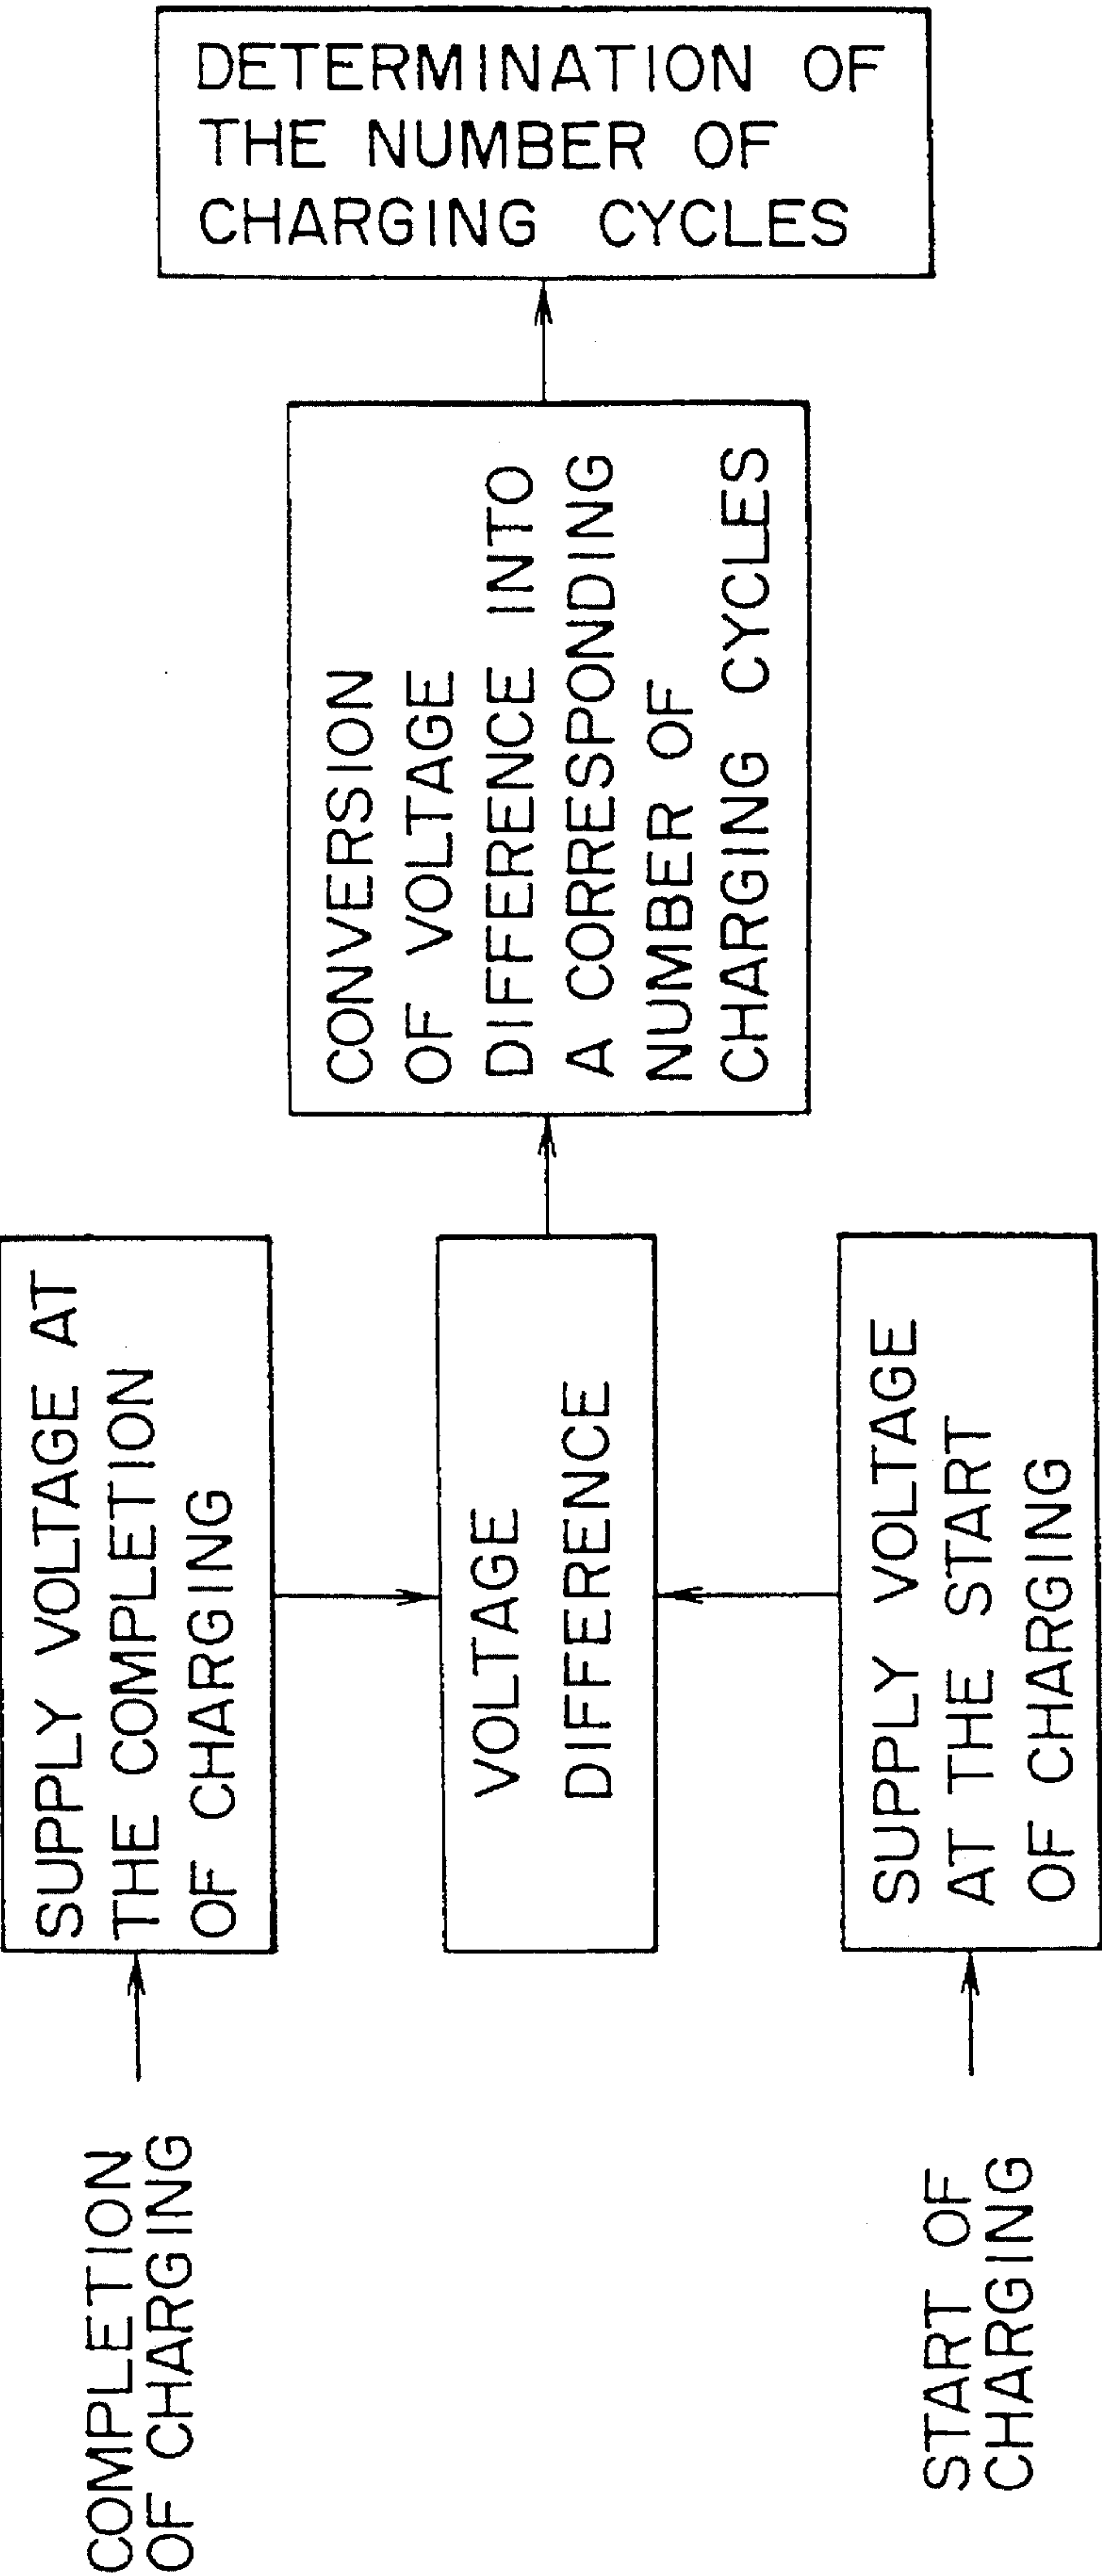 COMPLETION
OF CHARGING
SUPPLY VOLTAGE AT
THE COMPLETION
OF CHARGING
VOLTAGE
DIFFERENCE
START OF
CHARGING
SUPPLY VOLTAGE
AT THE START
OF CHARGING
CONVERSION
OF VOLTAGE
DIFFERENCE INTO
A CORRESPONDING
NUMBER OF
CHARGING CYCLES
DETERMINATION OF
THE NUMBER OF
CHARGING CYCLES